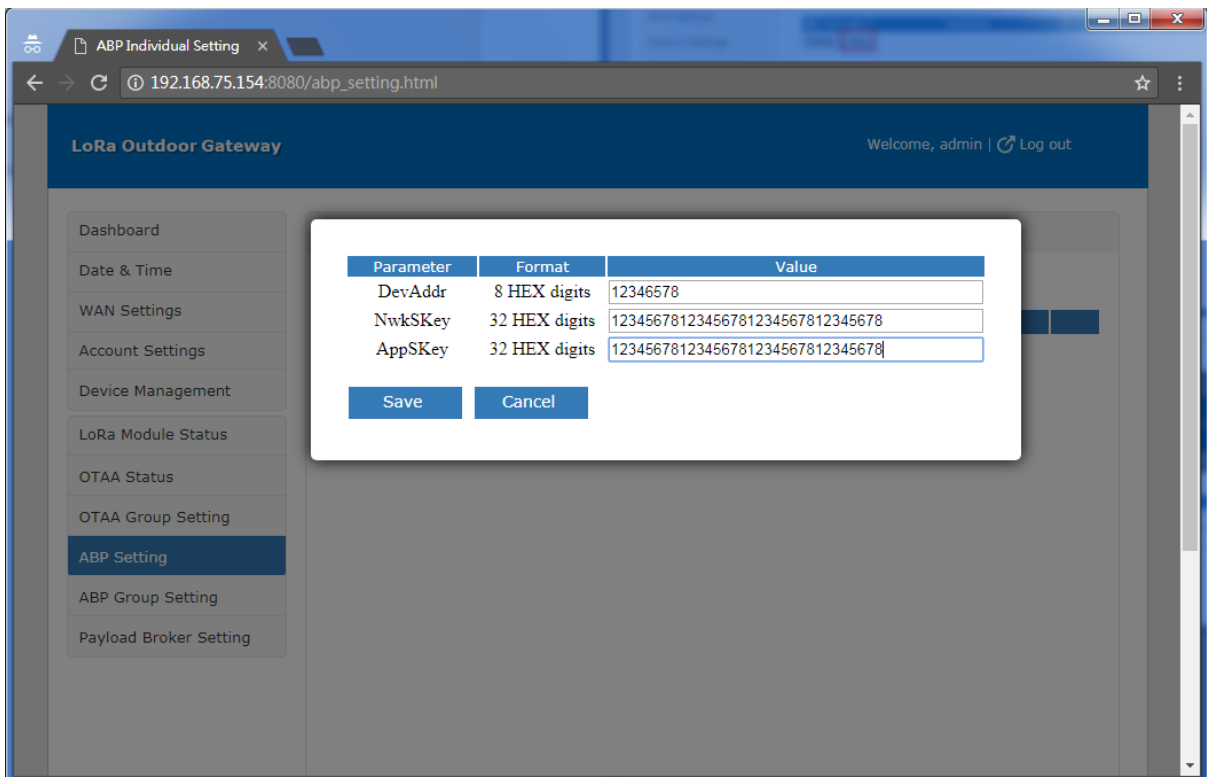 ABP Individual Setting
192.168.75.154:8080/abp_setting.html
LoRa Outdoor Gateway
Welcome, admin | Log out
Dashboard
Date & Time
WAN Settings
Account Settings
Device Management
LoRa Module Status
OTAA Status
OTAA Group Setting
ABP Setting
ABP Group Setting
Payload Broker Setting
Parameter Format Value
DevAddr 8 HEX digits 12346578
NwkSKey 32 HEX digits 12345678123456781234567812345678
AppSKey 32 HEX digits 12345678123456781234567812345678
Save Cancel